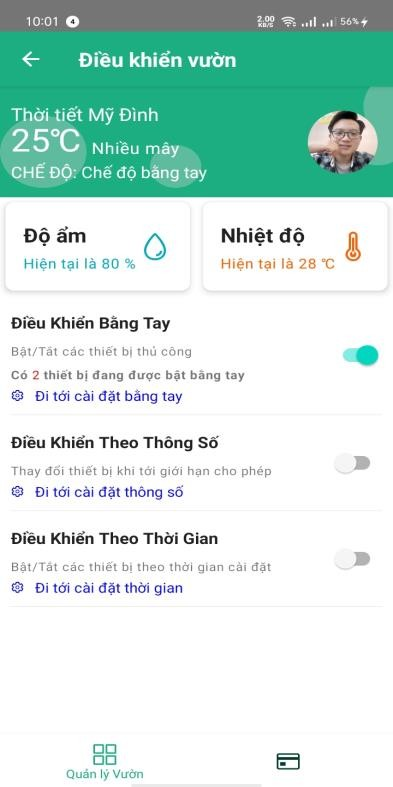 10:01 4 2.00 KB/S 56%
Điều khiển vườn
Thời tiết Mỹ Đình
25℃ Nhiều mây
CHẾ ĐỘ: Chế độ bằng tay
Độ ẩm
Hiện tại là 80 %
Nhiệt độ
Hiện tại là 28 ℃
Điều Khiển Bằng Tay
Bật/Tắt các thiết bị thủ công
Có 2 thiết bị đang được bật bằng tay
Đi tới cài đặt bằng tay
Điều Khiển Theo Thông Số
Thay đổi thiết bị khi tới giới hạn cho phép
Đi tới cài đặt thông số
Điều Khiển Theo Thời Gian
Bật/Tắt các thiết bị theo thời gian cài đặt
Đi tới cài đặt thời gian
Quản lý Vườn